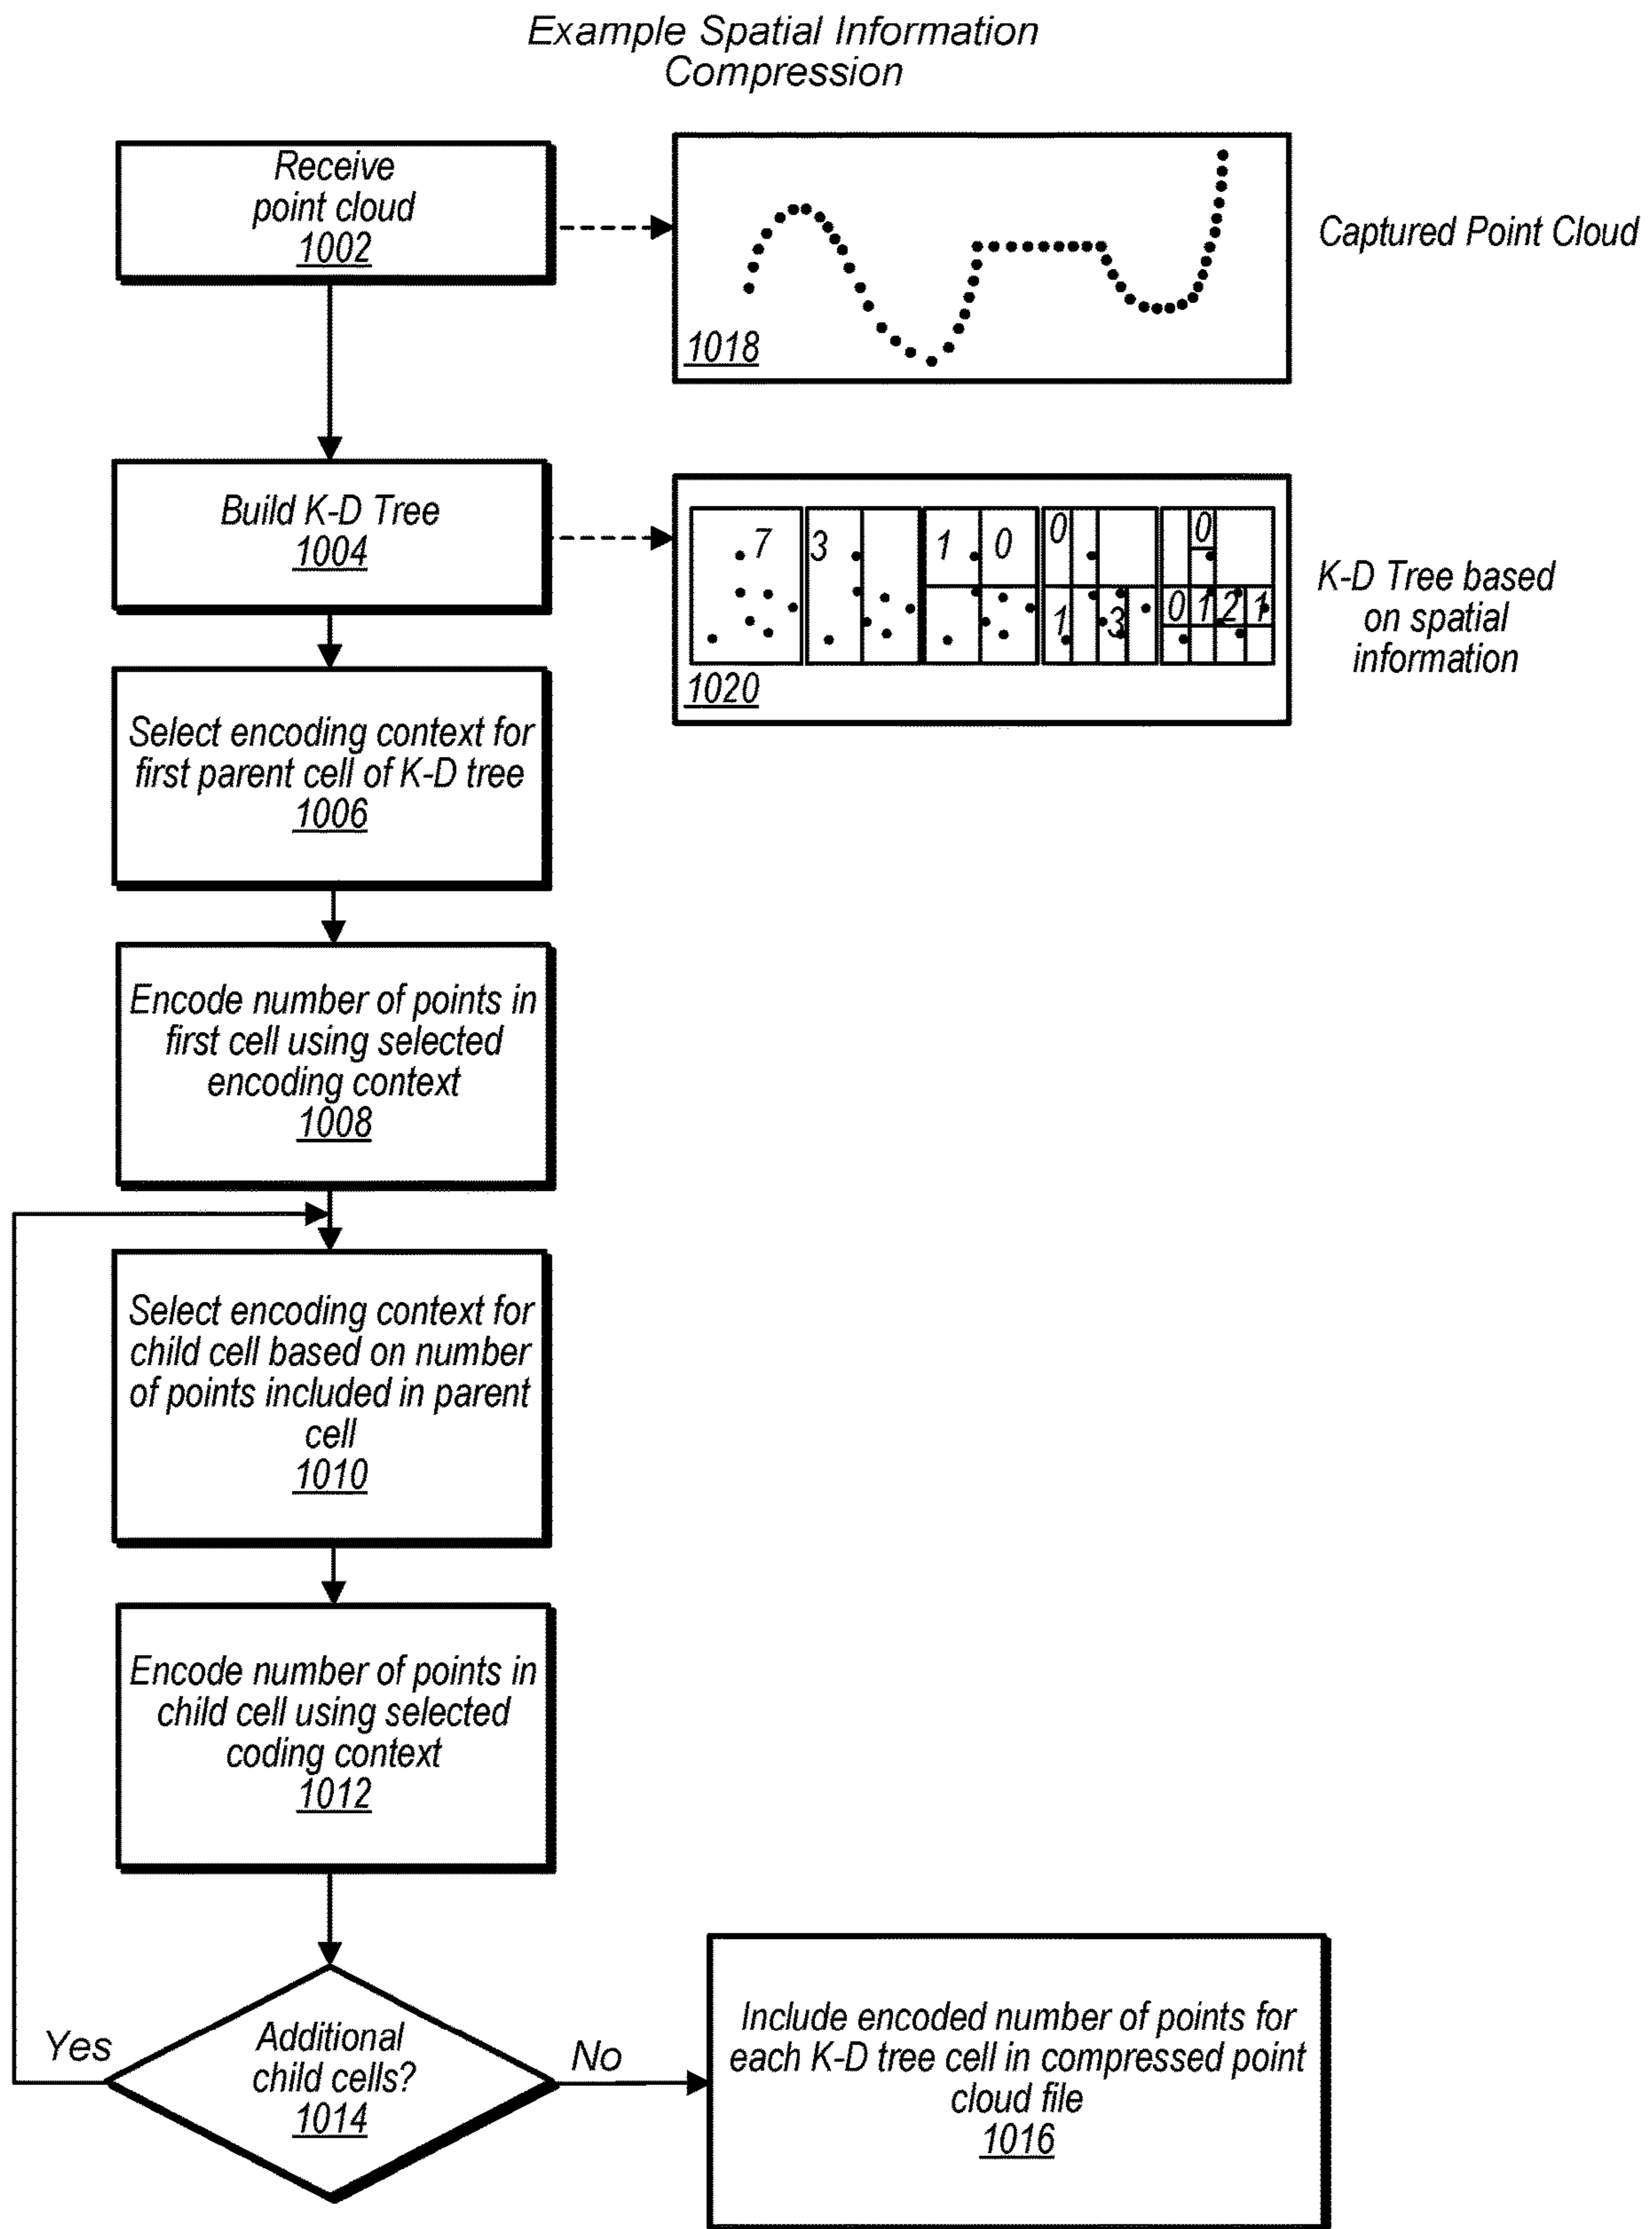 Example Spatial Information
Compression
Receive
point cloud
1002
1018
Captured Point Cloud
Build K-D Tree
1004
7 3 1 0 0 0
1 3 0 1 2 1
1020
K-D Tree based
on spatial
information
Select encoding context for
first parent cell of K-D tree
1006
Encode number of points in
first cell using selected
encoding context
1008
Select encoding context for
child cell based on number
of points included in parent
cell
1010
Encode number of points in
child cell using selected
coding context
1012
Additional
child cells?
1014
Yes
No
Include encoded number of points for
each K-D tree cell in compressed point
cloud file
1016